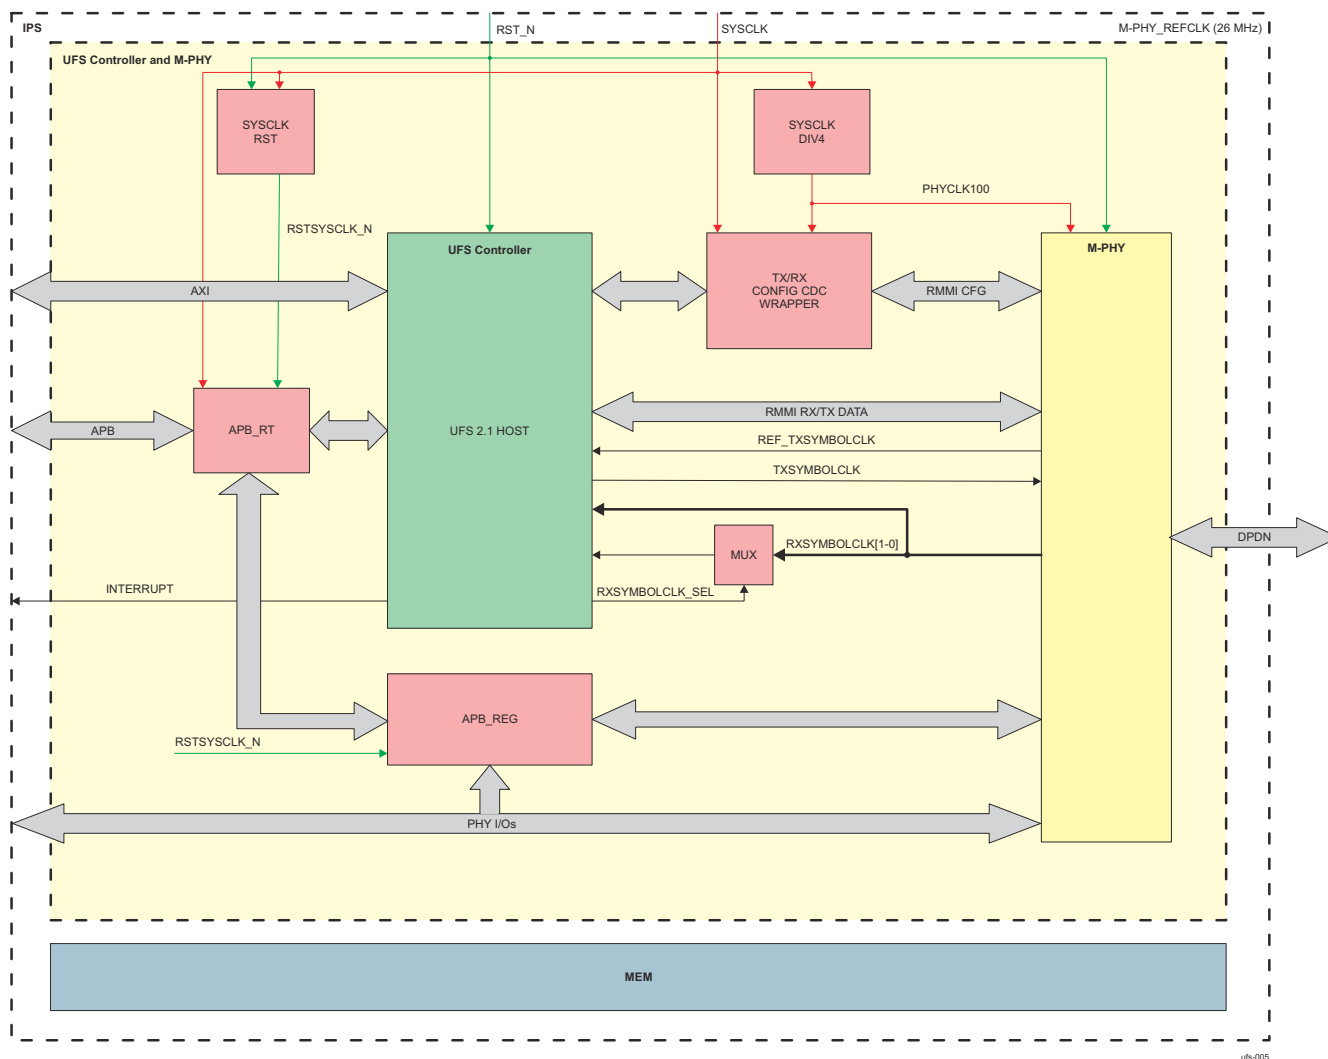 IPS
RST_N
SYSCLK
M-PHY_REFCLK (26 MHz)
UFS Controller and M-PHY
SYSCLK
RST
SYSCLK
DIV4
PHYCLK100
RSTSYSCLK_N
UFS Controller
M-PHY
AXI
TX/RX
CONFIG CDC
WRAPPER
RMMI CFG
APB
APB_RT
UFS 2.1 HOST
RMMI RX/TX DATA
REF_TXSYMBOLCLK
TXSYMBOLCLK
RXSYMBOLCLK[1-0]
MUX
DPDN
INTERRUPT
RXSYMBOLCLK_SEL
APB_REG
RSTSYSCLK_N
PHY I/Os
MEM
ufs-005